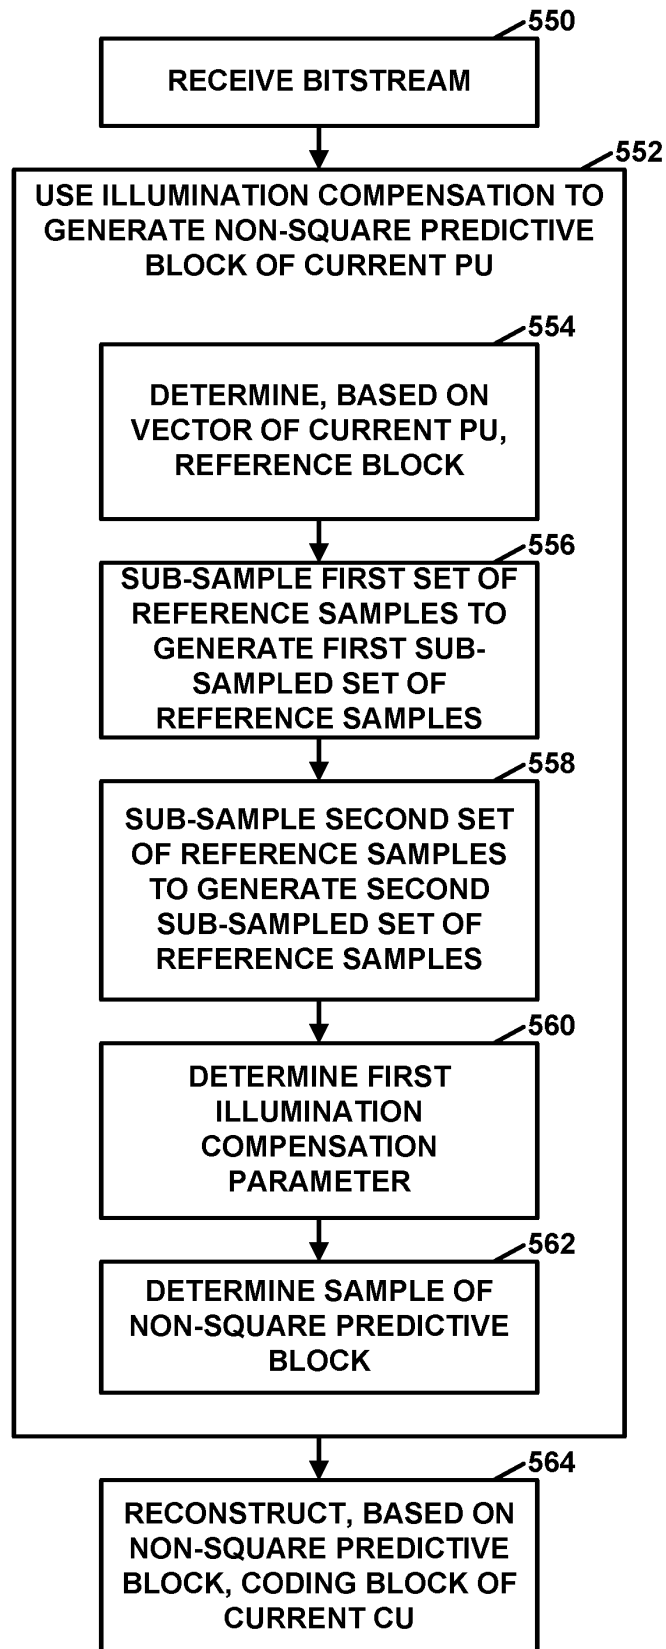 550
RECEIVE BITSTREAM
552
USE ILLUMINATION COMPENSATION TO
GENERATE NON-SQUARE PREDICTIVE
BLOCK OF CURRENT PU
554
DETERMINE, BASED ON
VECTOR OF CURRENT PU,
REFERENCE BLOCK
556
SUB-SAMPLE FIRST SET OF
REFERENCE SAMPLES TO
GENERATE FIRST SUB-
SAMPLED SET OF
REFERENCE SAMPLES
558
SUB-SAMPLE SECOND SET
OF REFERENCE SAMPLES
TO GENERATE SECOND
SUB-SAMPLED SET OF
REFERENCE SAMPLES
560
DETERMINE FIRST
ILLUMINATION
COMPENSATION
PARAMETER
562
DETERMINE SAMPLE OF
NON-SQUARE PREDICTIVE
BLOCK
564
RECONSTRUCT, BASED ON
NON-SQUARE PREDICTIVE
BLOCK, CODING BLOCK OF
CURRENT CU